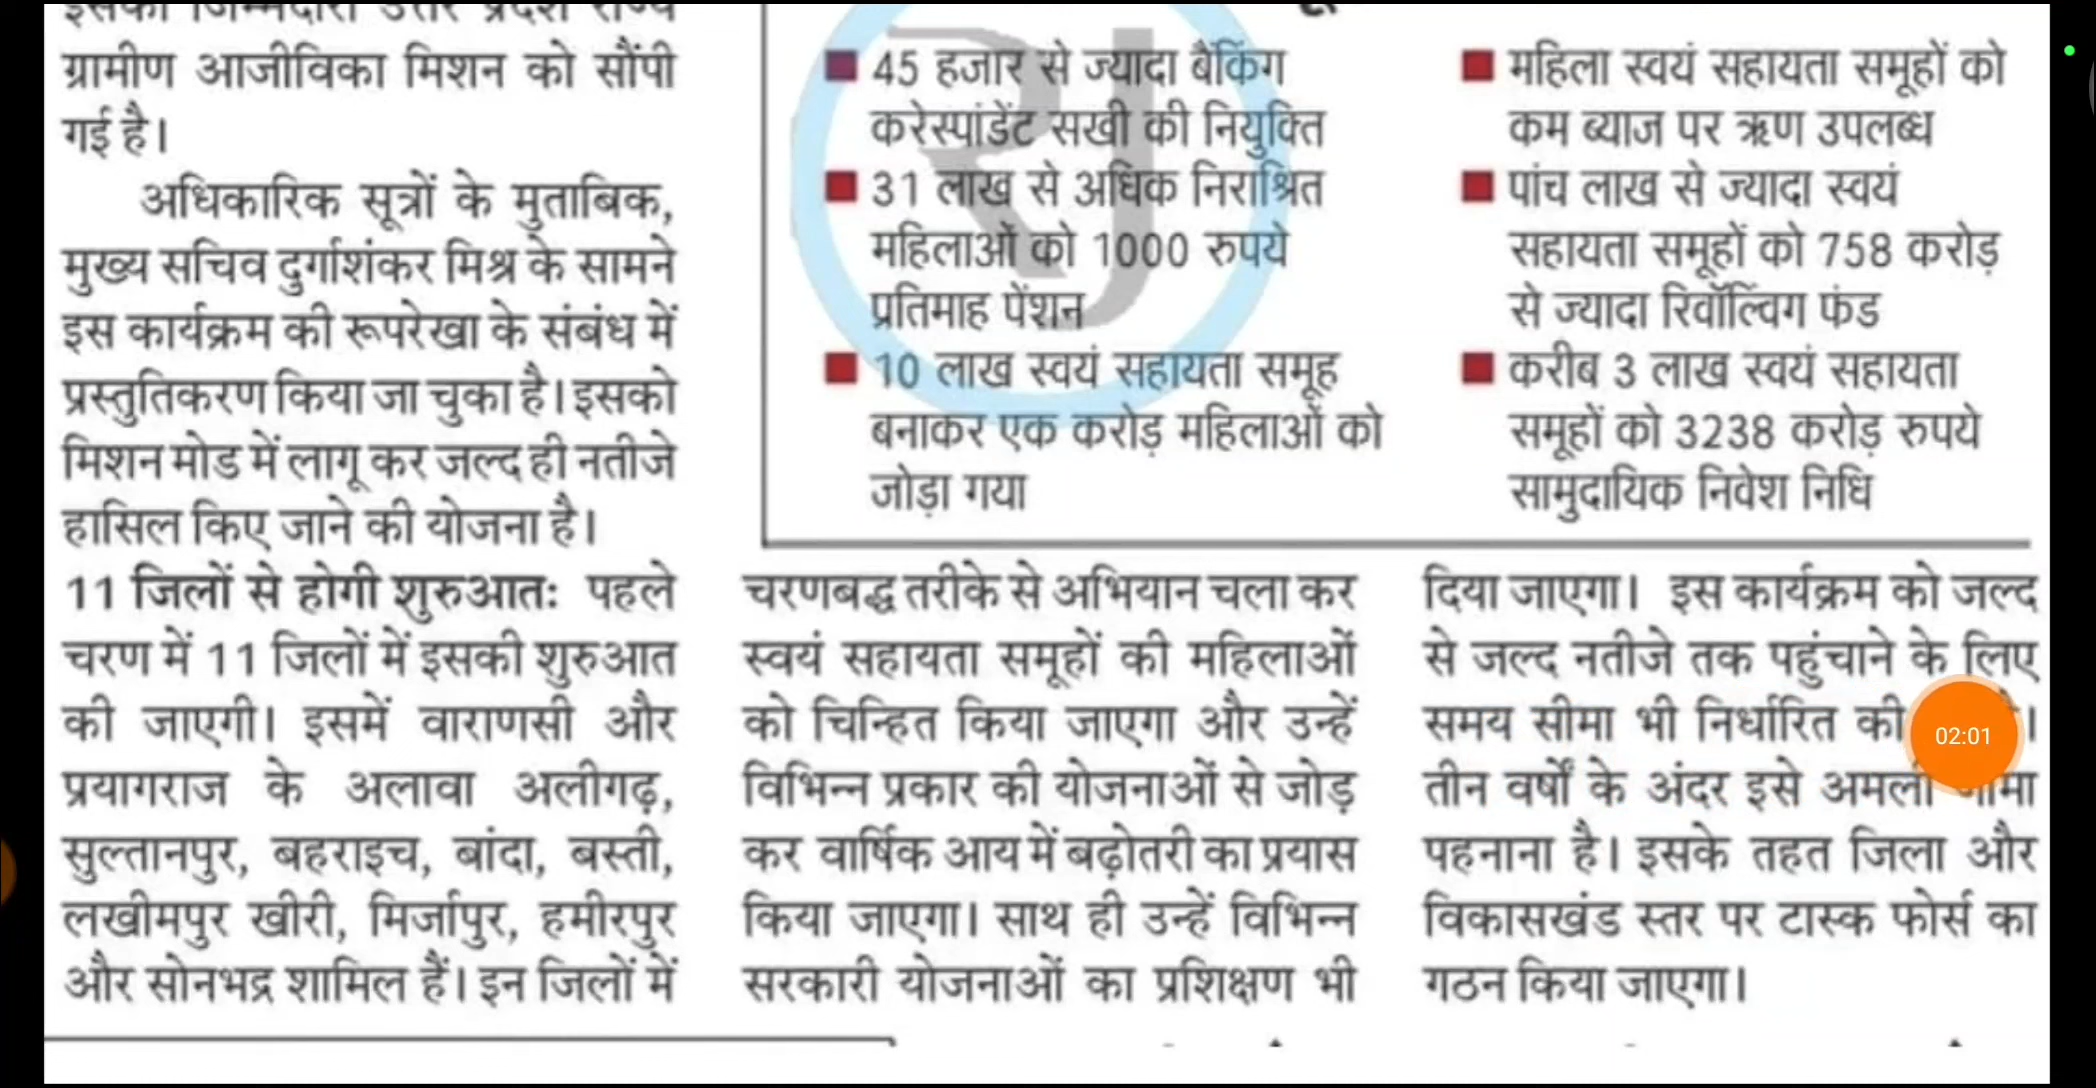 इसकी जिम्मेदारी उत्तर प्रदेश राज्य
ग्रामीण आजीविका मिशन को सौंपी
गई है।
अधिकारिक सूत्रों के मुताबिक,
मुख्य सचिव दुर्गाशंकर मिश्र के सामने
इस कार्यक्रम की रूपरेखा के संबंध में
प्रस्तुतिकरण किया जा चुका है। इसको
मिशन मोड में लागू कर जल्द ही नतीजे
हासिल किए जाने की योजना है।
11 जिलों से होगी शुरुआतः पहले
चरण में 11 जिलों में इसकी शुरुआत
की जाएगी। इसमें वाराणसी और
प्रयागराज के अलावा अलीगढ़,
सुल्तानपुर, बहराइच, बांदा, बस्ती,
लखीमपुर खीरी, मिर्जापुर, हमीरपुर
और सोनभद्र शामिल हैं। इन जिलों में
45 हजार से ज्यादा बैंकिंग
करेस्पांडेंट सखी की नियुक्ति
31 लाख से अधिक निराश्रित
महिलाओं को 1000 रुपये
प्रतिमाह पेंशन
10 लाख स्वयं सहायता समूह
बनाकर एक करोड़ महिलाओं को
जोड़ा गया
महिला स्वयं सहायता समूहों को
कम ब्याज पर ऋण उपलब्ध
पांच लाख से ज्यादा स्वयं
सहायता समूहों को 758 करोड़
से ज्यादा रिवॉल्विंग फंड
करीब 3 लाख स्वयं सहायता
समूहों को 3238 करोड़ रुपये
सामुदायिक निवेश निधि
चरणबद्ध तरीके से अभियान चला कर
स्वयं सहायता समूहों की महिलाओं
को चिन्हित किया जाएगा और उन्हें
विभिन्न प्रकार की योजनाओं से जोड़
कर वार्षिक आय में बढ़ोतरी का प्रयास
किया जाएगा। साथ ही उन्हें विभिन्न
सरकारी योजनाओं का प्रशिक्षण भी
दिया जाएगा। इस कार्यक्रम को जल्द
से जल्द नतीजे तक पहुंचाने के लिए
समय सीमा भी निर्धारित की
तीन वर्षों के अंदर इसे अमली जामा
पहनाना है। इसके तहत जिला और
विकासखंड स्तर पर टास्क फोर्स का
गठन किया जाएगा।
02:01